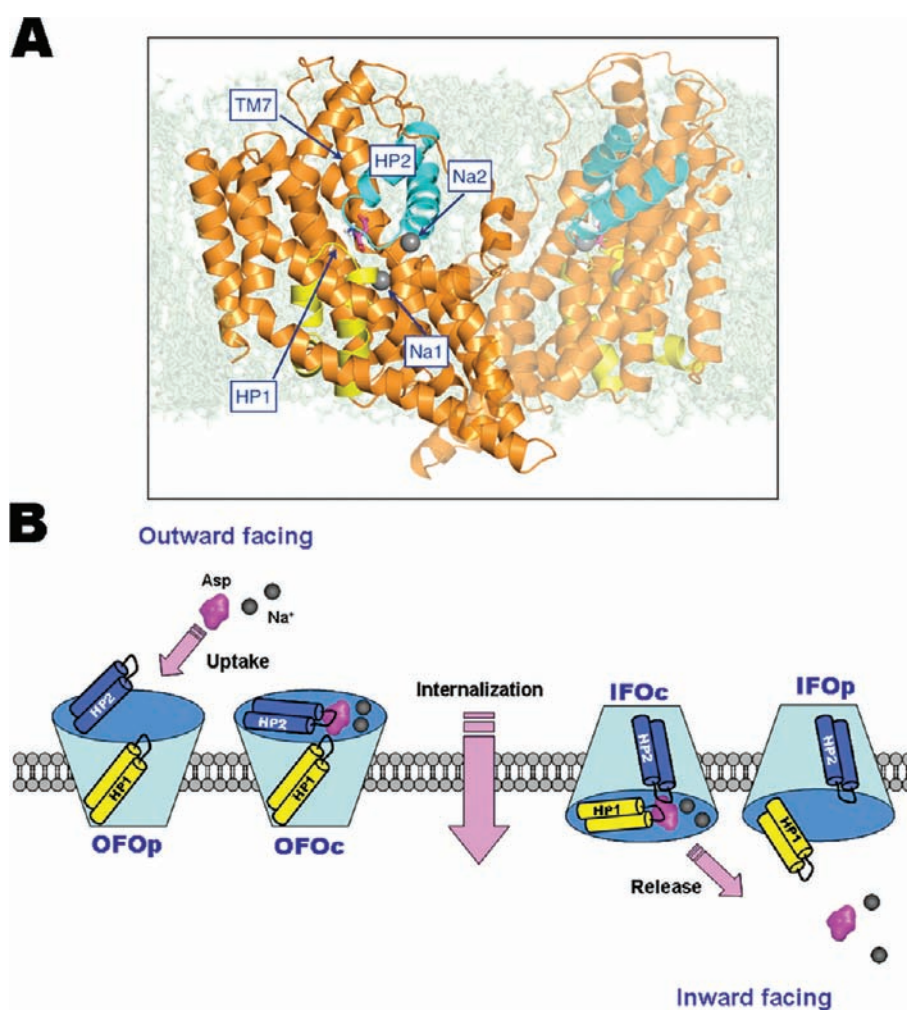 A
TM7
HP2
Na2
Na1
HP1
B
Outward facing
Asp
Na⁺
Uptake
Internalization
IFOc
IFOp
HP2
HP2
HP2
HP2
HP1
HP1
HP1
HP1
OFOp
OFOc
Release
Inward facing